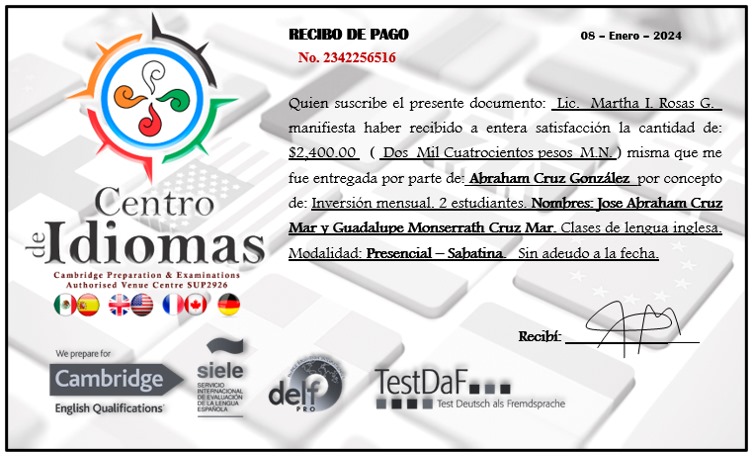 RECIBO DE PAGO
08 – Enero – 2024
No. 2342256516
Quien suscribe el presente documento: Lic. Martha I. Rosas G.
manifiesta haber recibido a entera satisfacción la cantidad de:
$2,400.00 ( Dos Mil Cuatrocientos pesos M.N. ) misma que me
fue entregada por parte de: Abraham Cruz González por concepto
de: Inversión mensual. 2 estudiantes. Nombres: Jose Abraham Cruz
Mar y Guadalupe Monserrath Cruz Mar. Clases de lengua inglesa.
Modalidad: Presencial – Sabatina. Sin adeudo a la fecha.
Centro
de Idiomas
Cambridge Preparation & Examinations
Authorised Venue Centre SUP2926
Recibí:
We prepare for
Cambridge
English Qualifications
siele
SERVICIO
INTERNACIONAL
DE EVALUACIÓN
DE LA LENGUA
ESPAÑOLA
delf
PRO
TestDaF
Test Deutsch als Fremdsprache